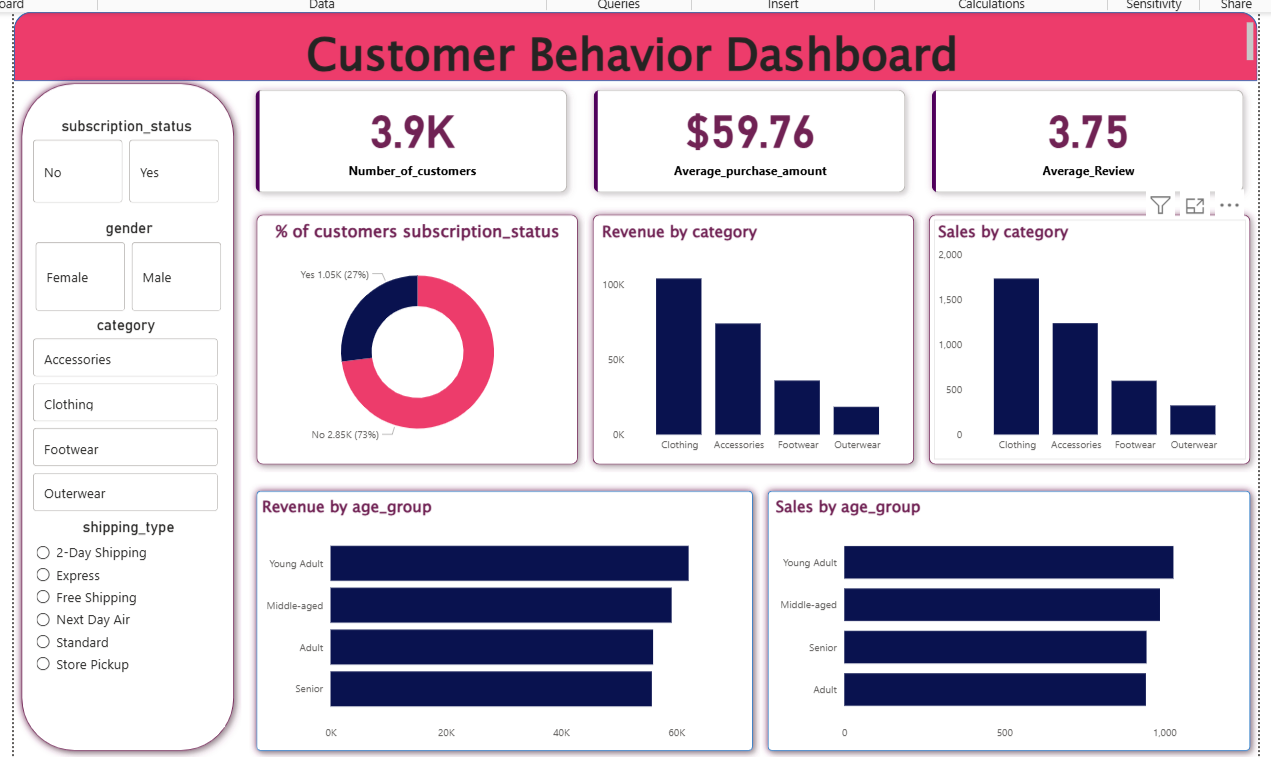 oard Data Queries Insert Calculations Sensitivity Share
Customer Behavior Dashboard
subscription_status
No Yes
gender
Female Male
category
Accessories
Clothing
Footwear
Outerwear
shipping_type
2-Day Shipping
Express
Free Shipping
Next Day Air
Standard
Store Pickup
3.9K
Number_of_customers
$59.76
Average_purchase_amount
3.75
Average_Review
% of customers subscription_status
Yes 1.05K (27%)
No 2.85K (73%)
Revenue by category
100K
50K
0K
Clothing Accessories Footwear Outerwear
Sales by category
2,000
1,500
1,000
500
0
Clothing Accessories Footwear Outerwear
Revenue by age_group
Young Adult
Middle-aged
Adult
Senior
0K 20K 40K 60K
Sales by age_group
Young Adult
Middle-aged
Senior
Adult
0 500 1,000